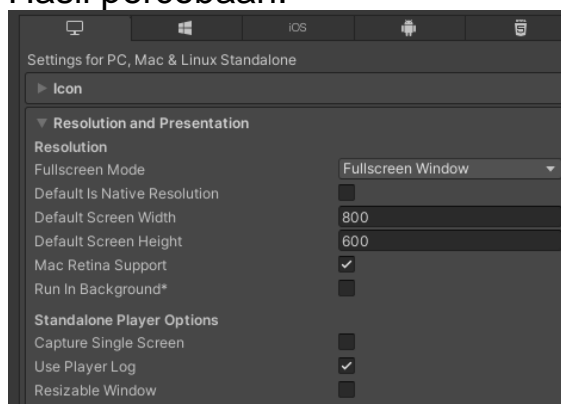 Hasil percobaan.
iOS
5
Settings for PC, Mac & Linux Standalone
Icon
Resolution and Presentation
Resolution
Fullscreen Mode Fullscreen Window
Default Is Native Resolution
Default Screen Width 800
Default Screen Height 600
Mac Retina Support
Run In Background*
Standalone Player Options
Capture Single Screen
Use Player Log
Resizable Window